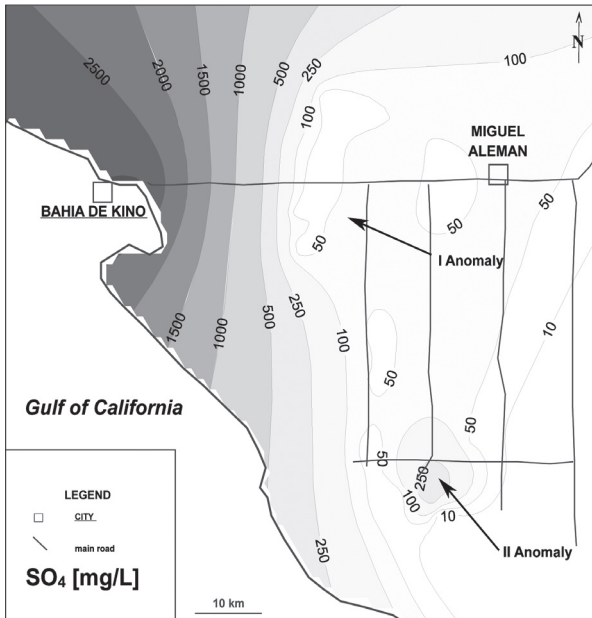 N
2500
2000
1500
1000
500
250
100
100
MIGUEL
ALEMAN
BAHIA DE KINO
50
50
50
I Anomaly
1500
1000
500
250
100
10
50
50
50
250
100
10
250
Gulf of California
II Anomaly
LEGEND
CITY
main road
SO₄ [mg/L]
10 km